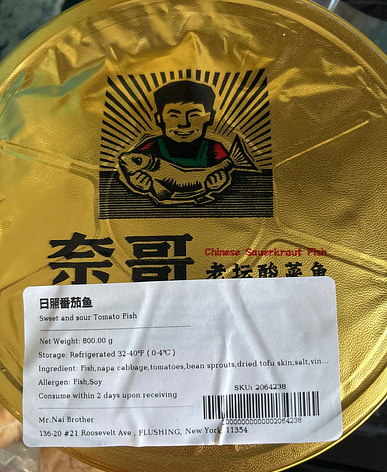 奈哥
Chinese Sauerkraut Fish
老坛酸菜鱼
日照番茄鱼
Sweet and sour Tomato Fish
Net Weight: 800.00 g
Storage: Refrigerated 32-40ºF ( 0-4ºC )
Ingredient: Fish,napa cabbage,tomatoes,bean sprouts,dried tofu skin,salt,vin...
Allergen: Fish,Soy
SKU: 2064238
Consume within 2 days upon receiving
Mr.Nai Brother
136-20 #21 Roosevelt Ave , FLUSHING, New York 11354